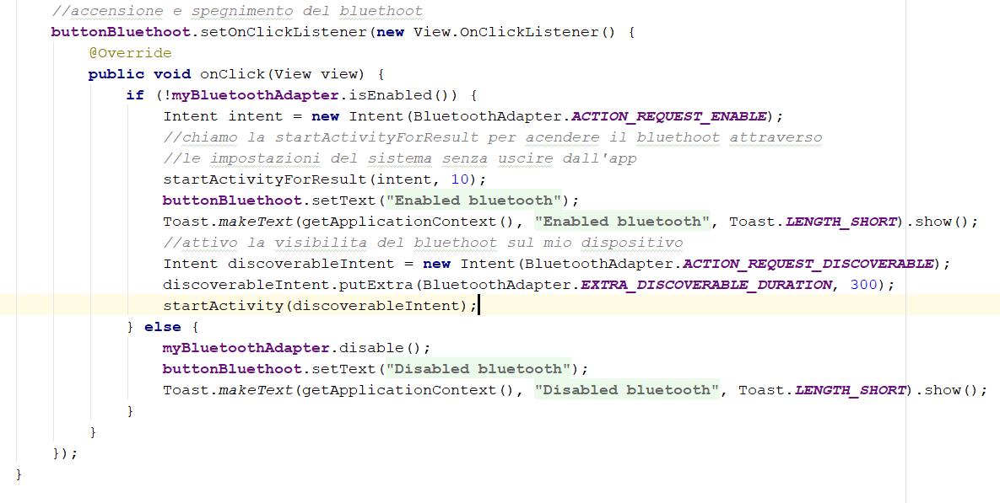 //accensione e spegnimento del bluethoot
buttonBluethoot.setOnClickListener(new View.OnClickListener() {
@Override
public void onClick(View view) {
if (!myBluetoothAdapter.isEnabled()) {
Intent intent = new Intent(BluetoothAdapter.ACTION_REQUEST_ENABLE);
//chiamo la startActivityForResult per acendere il bluethoot attraverso
//le impostazioni del sistema senza uscire dall'app
startActivityForResult(intent, 10);
buttonBluethoot.setText("Enabled bluetooth");
Toast.makeText(getApplicationContext(), "Enabled bluetooth", Toast.LENGTH_SHORT).show();
//attivo la visibilita del bluethoot sul mio dispositivo
Intent discoverableIntent = new Intent(BluetoothAdapter.ACTION_REQUEST_DISCOVERABLE);
discoverableIntent.putExtra(BluetoothAdapter.EXTRA_DISCOVERABLE_DURATION, 300);
startActivity(discoverableIntent);
} else {
myBluetoothAdapter.disable();
buttonBluethoot.setText("Disabled bluetooth");
Toast.makeText(getApplicationContext(), "Disabled bluetooth", Toast.LENGTH_SHORT).show();
}
}
});
}